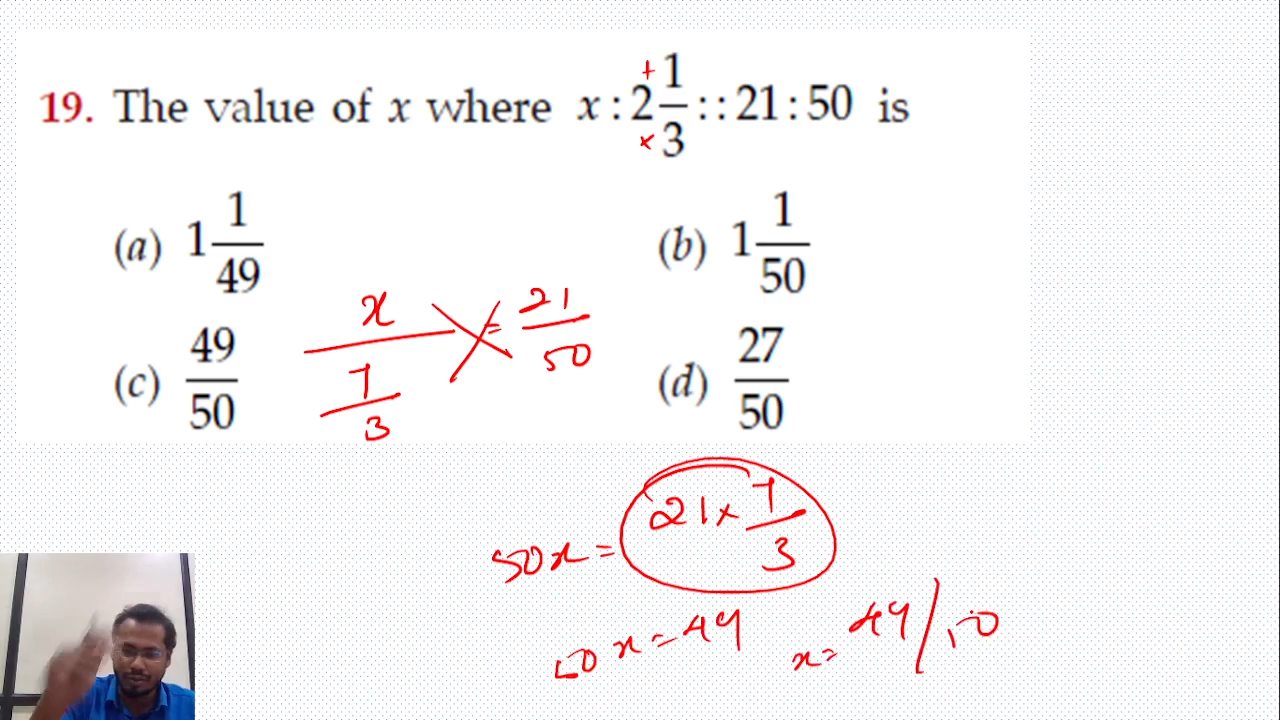 19. The value of x where x : 2 1/3 : : 21 : 50 is
+
×
(a) 1 1/49
(b) 1 1/50
(c) 49/50
(d) 27/50
x / (7/3) = 21/50
50x = 21 × 7/3
50x = 49
x = 49/50